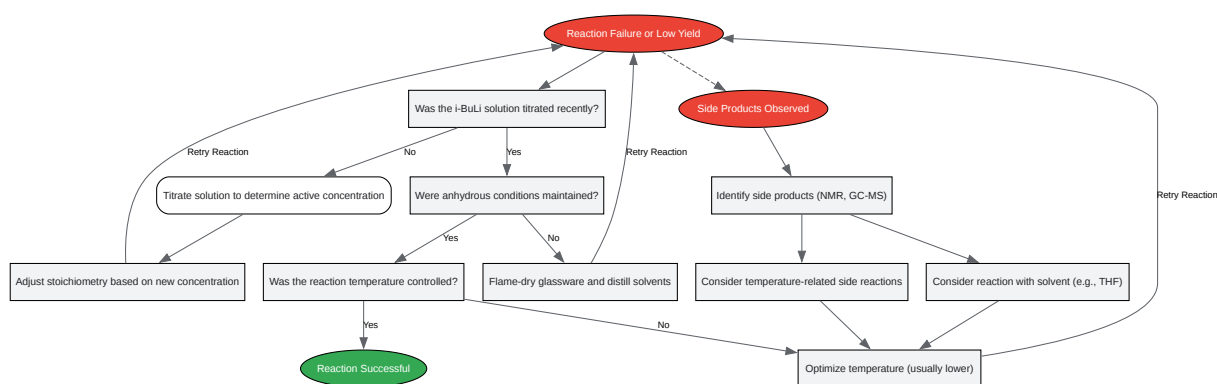 Reaction Failure or Low Yield
Was the i-BuLi solution titrated recently?
Side Products Observed
Retry Reaction
No
Yes
Retry Reaction
Titrate solution to determine active concentration
Were anhydrous conditions maintained?
Identify side products (NMR, GC-MS)
Retry Reaction
Yes
No
Adjust stoichiometry based on new concentration
Was the reaction temperature controlled?
Flame-dry glassware and distill solvents
Consider temperature-related side reactions
Consider reaction with solvent (e.g., THF)
Yes
No
Reaction Successful
Optimize temperature (usually lower)